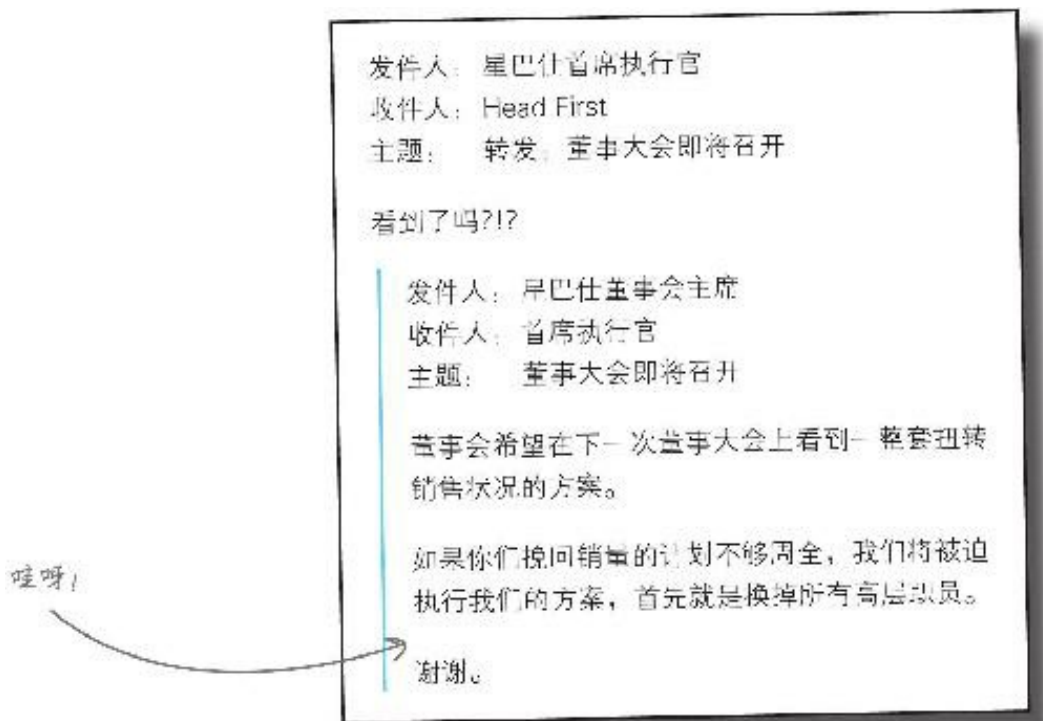 发件人：星巴仕首席执行官
收件人：Head First
主题：转发：董事大会即将召开
看到了吗?!?
发件人：星巴仕董事会主席
收件人：首席执行官
主题：董事大会即将召开
董事会希望在下一次董事大会上看到一整套扭转
销售状况的方案。
如果你们挽回销量的计划不够周全，我们将被迫
执行我们的方案，首先就是换掉所有高层职员。
哇呀！
谢谢。